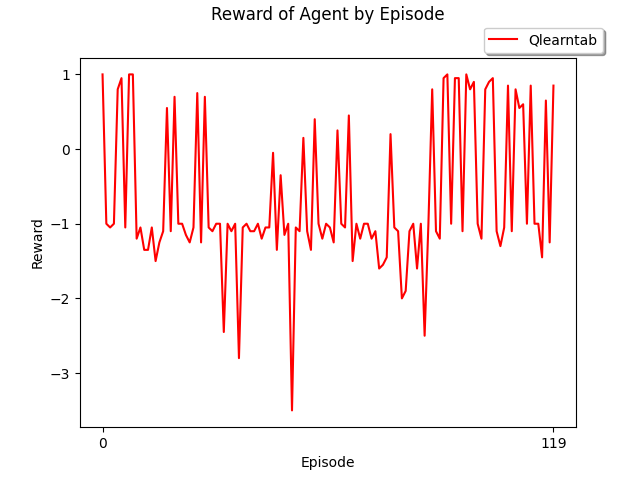 Reward of Agent by Episode
Qlearntab
1
0
−1
−2
−3
Reward
0
119
Episode